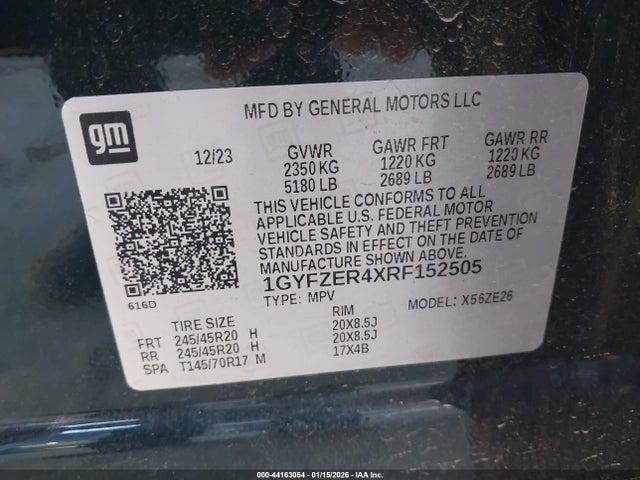 MFD BY GENERAL MOTORS LLC
gm
12/23
GVWR GAWR FRT GAWR RR
2350 KG 1220 KG 1220 KG
5180 LB 2689 LB 2689 LB
THIS VEHICLE CONFORMS TO ALL
APPLICABLE U.S. FEDERAL MOTOR
VEHICLE SAFETY AND THEFT PREVENTION
STANDARDS IN EFFECT ON THE DATE OF
MANUFACTURE SHOWN ABOVE.
1GYFZER4XRF152505
616D
TYPE: MPV MODEL: X56ZE26
TIRE SIZE RIM
FRT 245/45R20 H 20X8.5J
RR 245/45R20 H 20X8.5J
SPA T145/70R17 M 17X4B
000-44163054 - 01/15/2026 - IAA Inc.